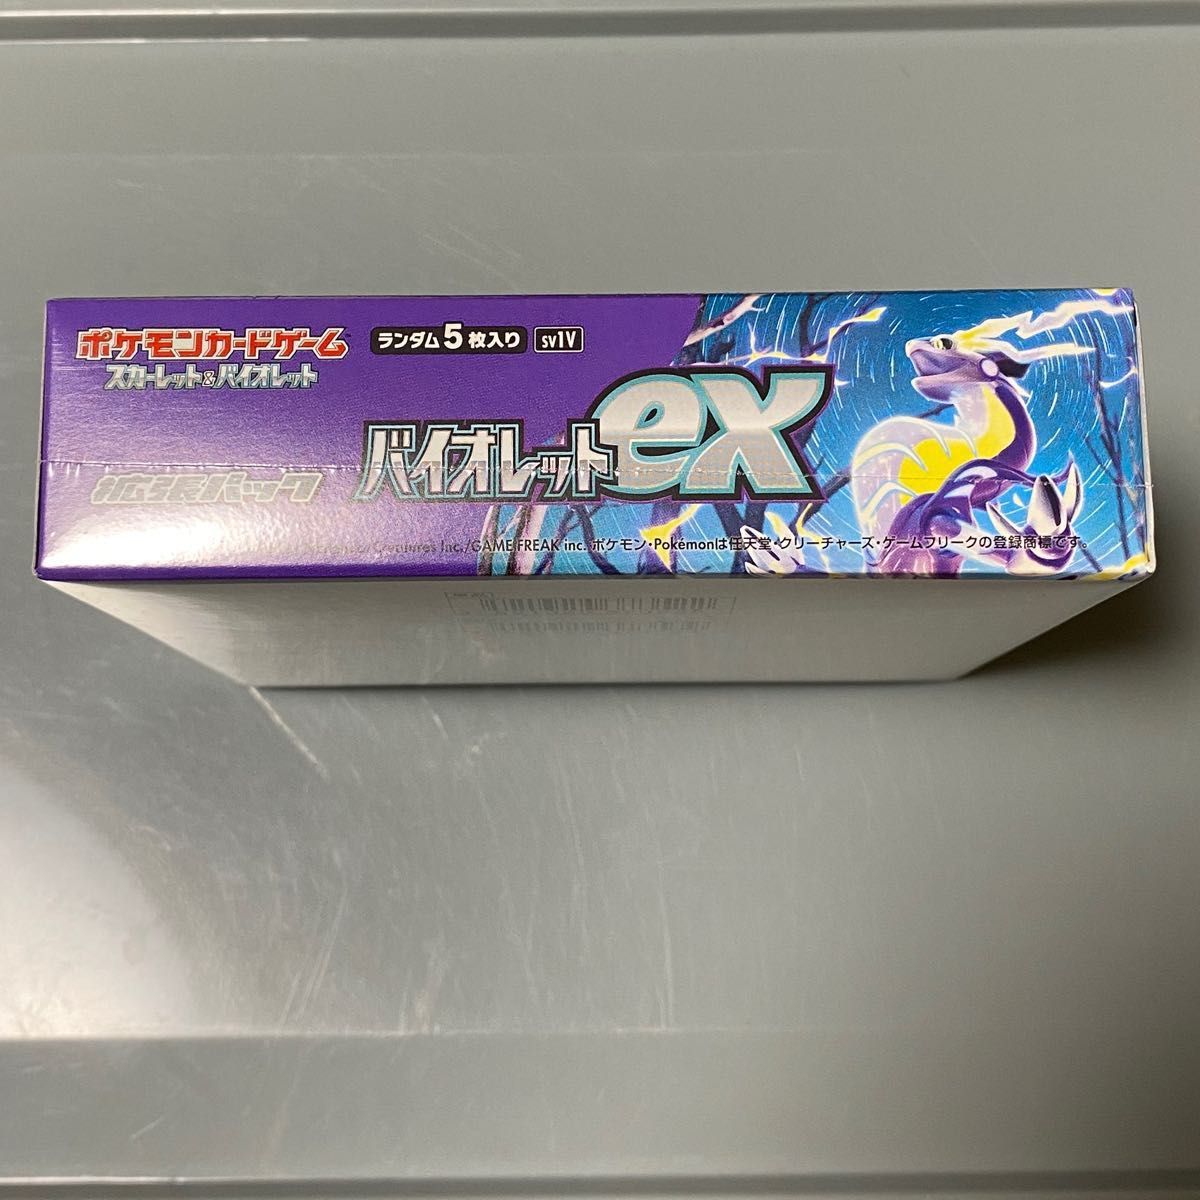 ポケモンカードゲーム
スカーレット&バイオレット
ランダム5枚入り SV1V
拡張パック
バイオレットex
Inc./GAME FREAK inc. ポケモン・Pokémonは任天堂・クリーチャーズ・ゲームフリークの登録商標です。